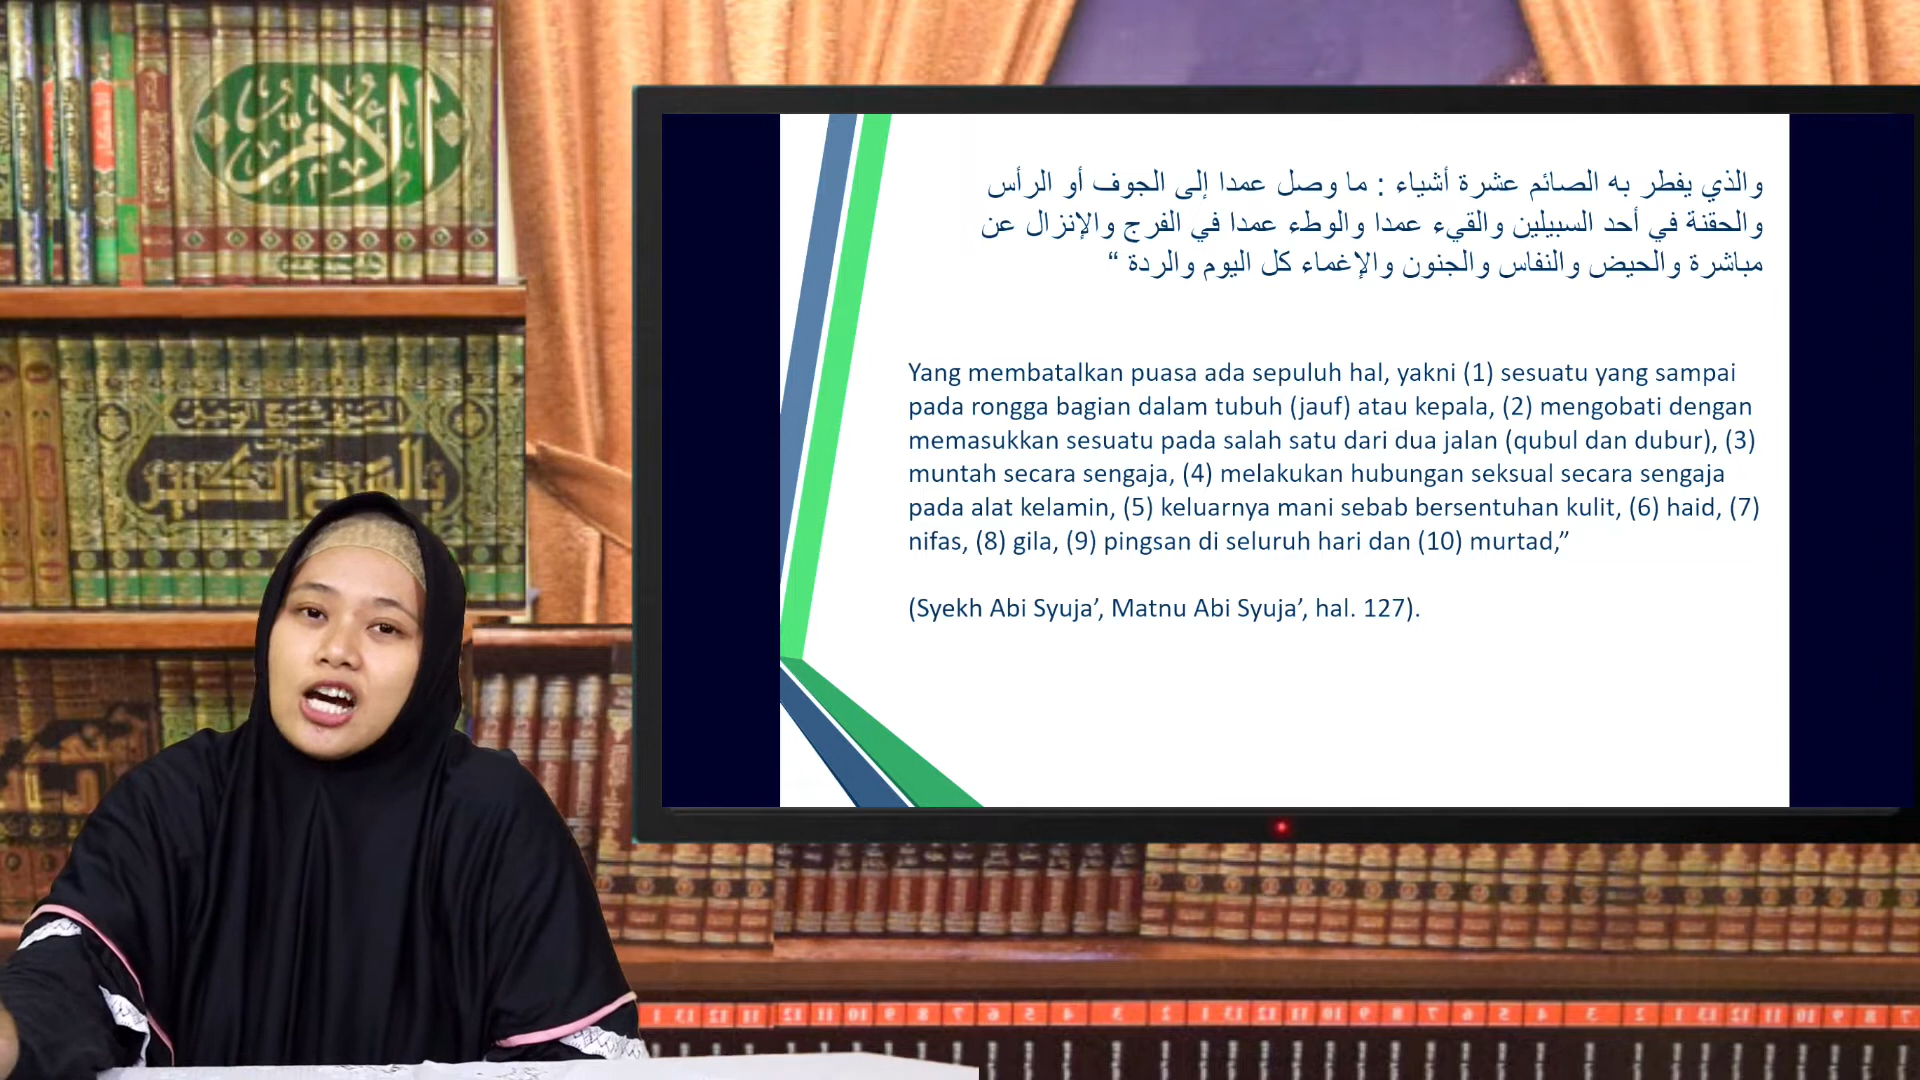 الأمّ
والذي يفطر به الصائم عشرة أشياء : ما وصل عمدا إلى الجوف أو الرأس
والحقنة في أحد السبيلين والقيء عمدا والوطء عمدا في الفرج والإنزال عن
مباشرة والحيض والنفاس والجنون والإغماء كل اليوم والردة “
Yang membatalkan puasa ada sepuluh hal, yakni (1) sesuatu yang sampai
pada rongga bagian dalam tubuh (jauf) atau kepala, (2) mengobati dengan
memasukkan sesuatu pada salah satu dari dua jalan (qubul dan dubur), (3)
muntah secara sengaja, (4) melakukan hubungan seksual secara sengaja
pada alat kelamin, (5) keluarnya mani sebab bersentuhan kulit, (6) haid, (7)
nifas, (8) gila, (9) pingsan di seluruh hari dan (10) murtad,”
(Syekh Abi Syuja’, Matnu Abi Syuja’, hal. 127).